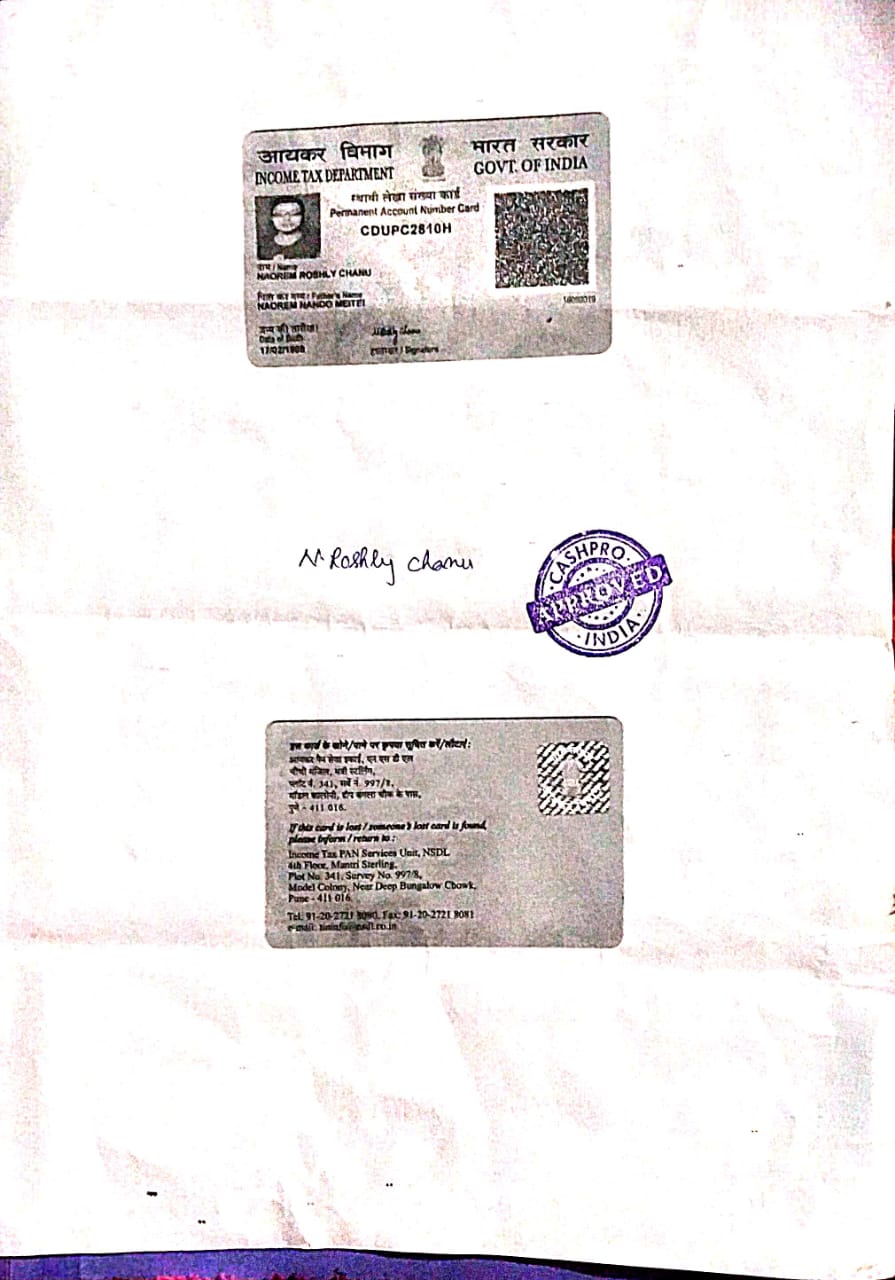 आयकर विभाग
INCOME TAX DEPARTMENT
भारत सरकार
GOVT. OF INDIA
स्थायी लेखा संख्या कार्ड
Permanent Account Number Card
CDUPC2810H
नाम / Name
NAOREM ROSHLY CHANU
पिता का नाम / Father's Name
NAOREM NANDO MEITEI
जन्म की तारीख
Date of Birth
17/02/
हस्ताक्षर / Signature
N Roshly Chanu
CASHPRO
APPROVED
INDIA
इस कार्ड के खोने/पाने पर कृपया सूचित करें/लौटाएं:
आयकर पैन सेवा इकाई, एन एस डी एल
चौथी मंजिल, मंत्री स्टर्लिंग,
प्लॉट नं. 341, सर्वे नं. 997/8,
मॉडल कालोनी, दीप बंगला चौक के पास,
पुणे - 411 016.
If this card is lost / someone's lost card is found,
please inform / return to :
Income Tax PAN Services Unit, NSDL
4th Floor, Mantri Sterling,
Plot No. 341, Survey No. 997/8,
Model Colony, Near Deep Bungalow Chowk,
Pune - 411 016.
Tel: 91-20-2721 8080, Fax: 91-20-2721 8081
e-mail: tininfo@nsdl.co.in